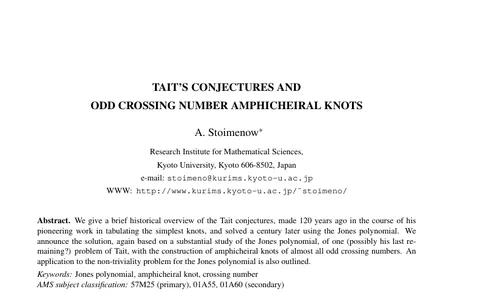 TAIT'S CONJECTURES AND
ODD CROSSING NUMBER AMPHICHEIRAL KNOTS
A. Stoimenow*
Research Institute for Mathematical Sciences,
Kyoto University, Kyoto 606-8502, Japan
e-mail: stoimeno@kurims.kyoto-u.ac.jp
WWW: http://www.kurims.kyoto-u.ac.jp/~stoimeno/
Abstract. We give a brief historical overview of the Tait conjectures, made 120 years ago in the course of his
pioneering work in tabulating the simplest knots, and solved a century later using the Jones polynomial. We
announce the solution, again based on a substantial study of the Jones polynomial, of one (possibly his last re-
maining?) problem of Tait, with the construction of amphicheiral knots of almost all odd crossing numbers. An
application to the non-triviality problem for the Jones polynomial is also outlined.
Keywords: Jones polynomial, amphicheiral knot, crossing number
AMS subject classification: 57M25 (primary), 01A55, 01A60 (secondary)